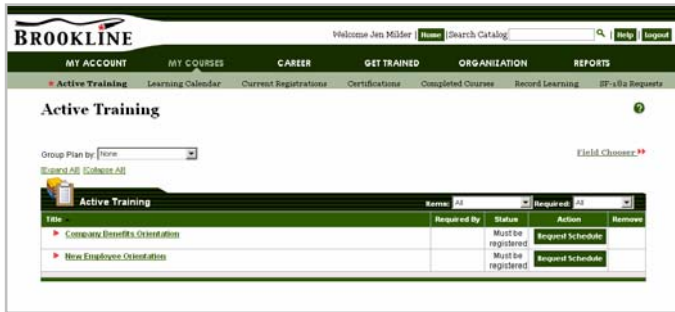 BROOKLINE
Welcome Jen Milder | Home | Search Catalog | Help | Logout
MY ACCOUNT MY COURSES CAREER GET TRAINED ORGANIZATION REPORTS
Active Training Learning Calendar Current Registrations Certifications Completed Courses Record Learning SF-182 Requests
Active Training
Group Plan by: None Field Chooser
[Expand All] [Collapse All]
Active Training Items: All Required: All
Title Required By Status Action Remove
Company Benefits Orientation Must be registered Request Schedule
New Employee Orientation Must be registered Request Schedule